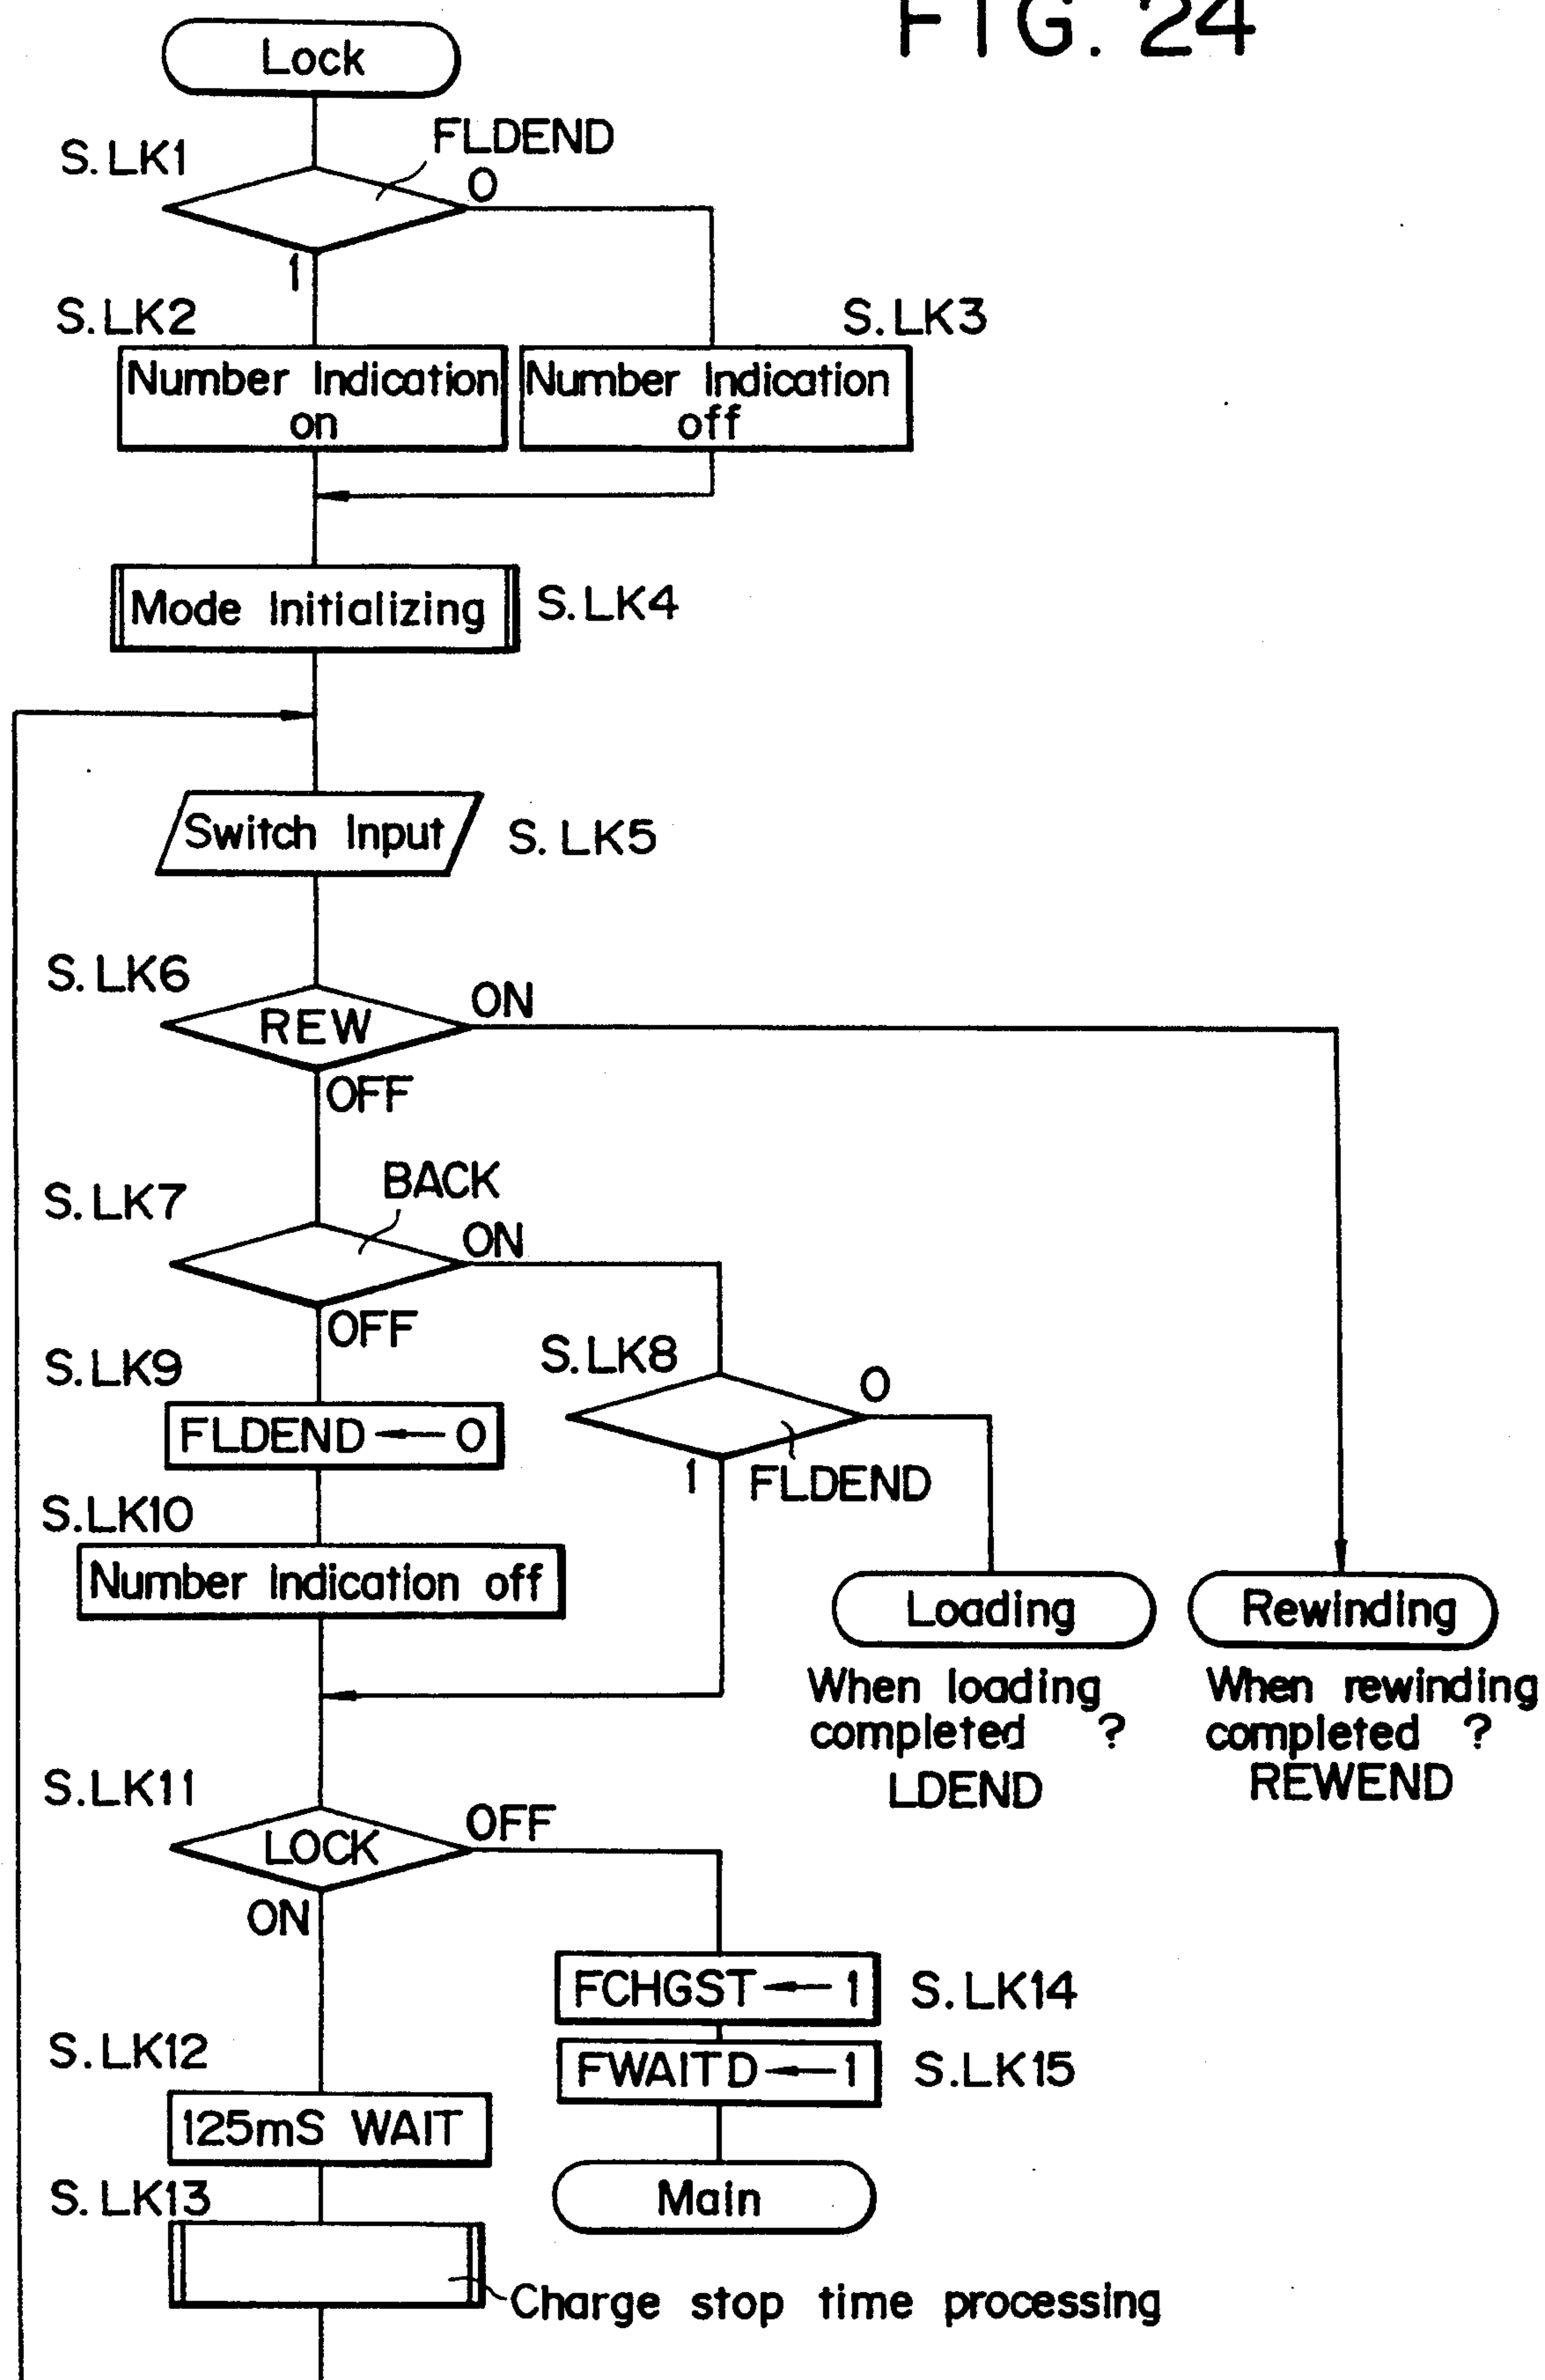 FIG. 24
Lock
FLDEND
S.LK1
0
1
S.LK2
S.LK3
Number Indication
on
Number Indication
off
Mode Initializing
S.LK4
Switch Input
S.LK5
S.LK6
ON
REW
OFF
BACK
S.LK7
ON
OFF
S.LK8
S.LK9
0
FLDEND ← 0
1
FLDEND
S.LK10
Number Indication off
Loading
Rewinding
When loading
completed ?
LDEND
When rewinding
completed ?
REWEND
S.LK11
OFF
LOCK
ON
FCHGST ← 1
S.LK14
S.LK12
FWAITD ← 1
S.LK15
125mS WAIT
S.LK13
Main
Charge stop time processing